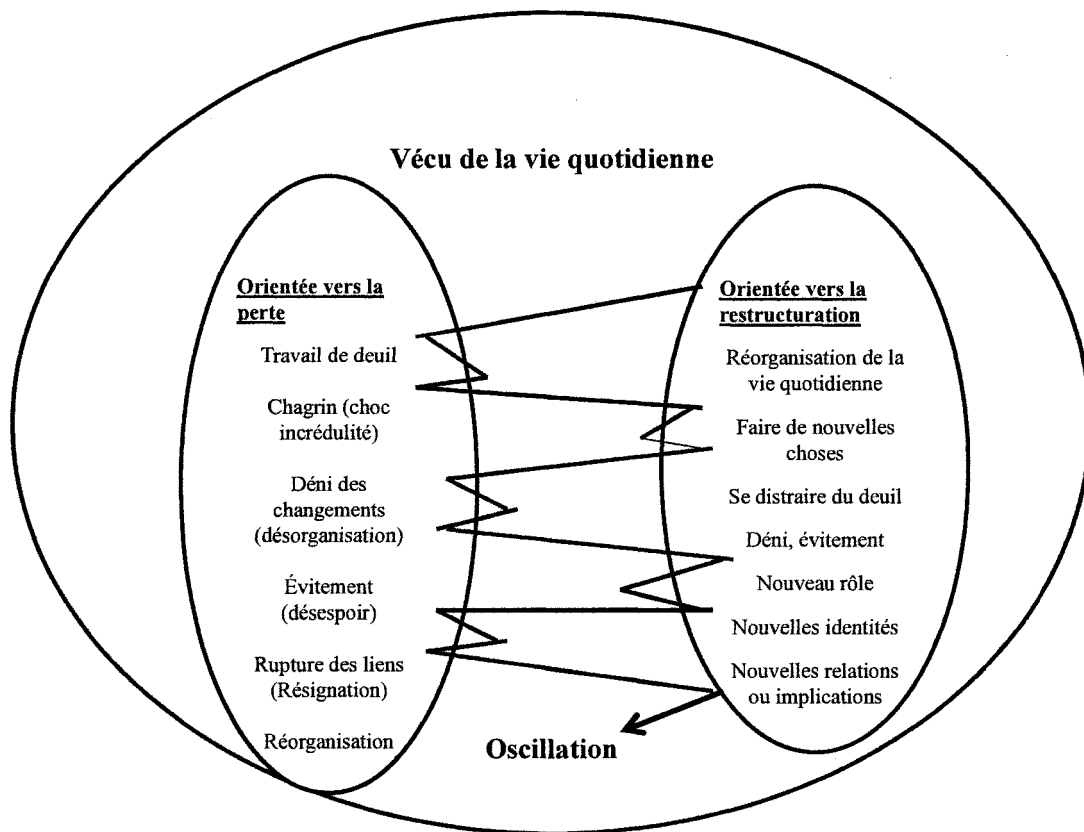 Vécu de la vie quotidienne
Orientée vers la
perte
Travail de deuil
Chagrin (choc
incrédulité)
Déni des
changements
(désorganisation)
Évitement
(désespoir)
Rupture des liens
(Résignation)
Réorganisation
Orientée vers la
restructuration
Réorganisation de la
vie quotidienne
Faire de nouvelles
choses
Se distraire du deuil
Déni, évitement
Nouveau rôle
Nouvelles identités
Nouvelles relations
ou implications
Oscillation